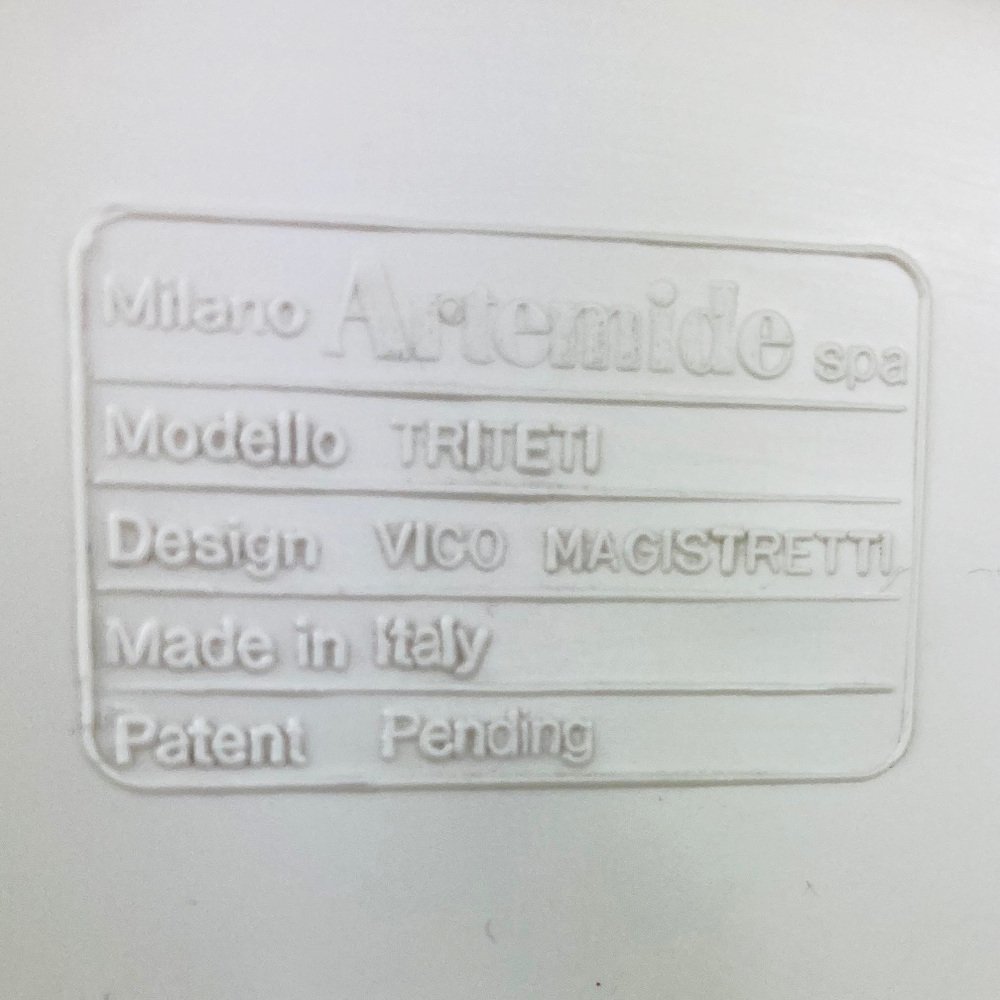 Milano Artemide spa
Modello TRITETI
Design VICO MAGISTRETTI
Made in Italy
Patent Pending